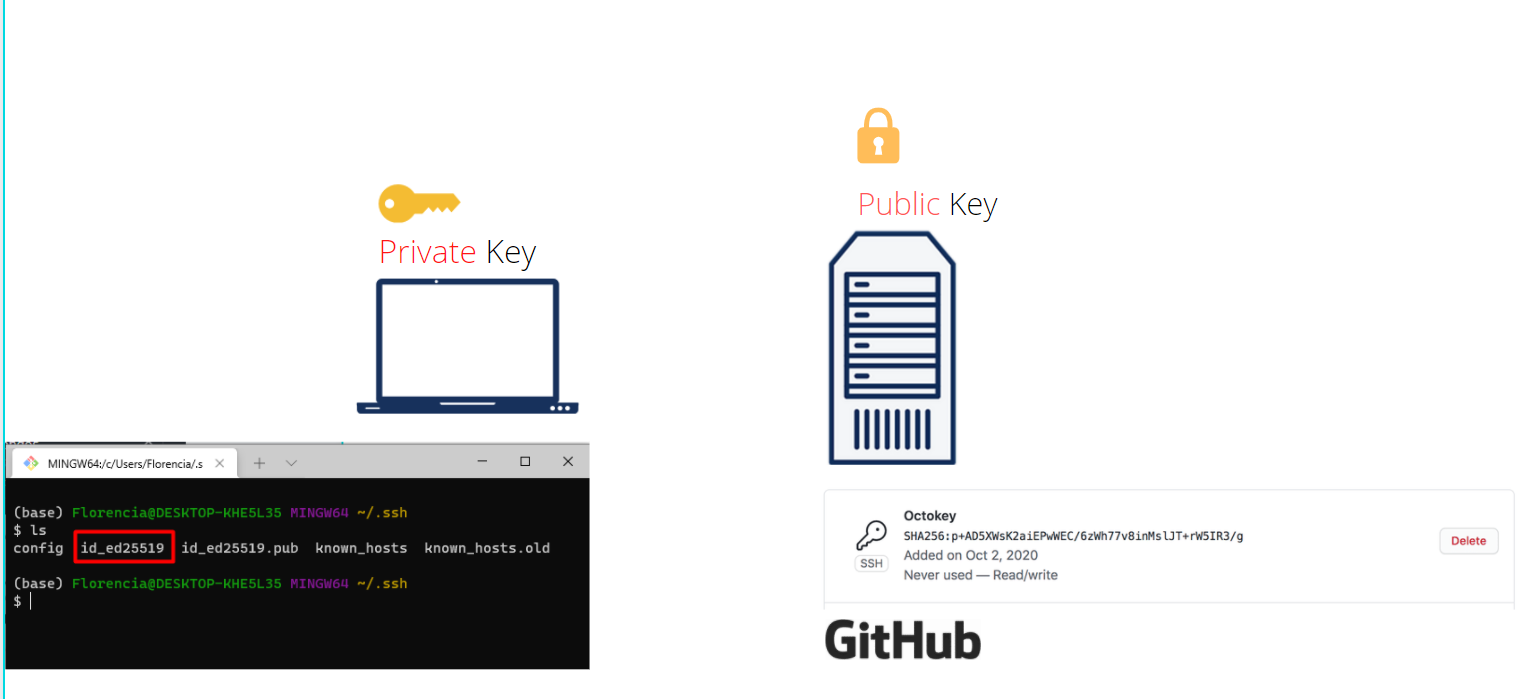 Public Key
Private Key
MINGW64:/c/Users/Florencia/.s
(base) Florencia@DESKTOP-KHE5L35 MINGW64 ~/.ssh
$ ls
config id_ed25519 id_ed25519.pub known_hosts known_hosts.old
(base) Florencia@DESKTOP-KHE5L35 MINGW64 ~/.ssh
$
Octokey
SHA256:p+AD5XWsK2aiEPwWEC/6zWh77v8inMslJT+rW5IR3/g
Added on Oct 2, 2020
Never used — Read/write
SSH
Delete
GitHub